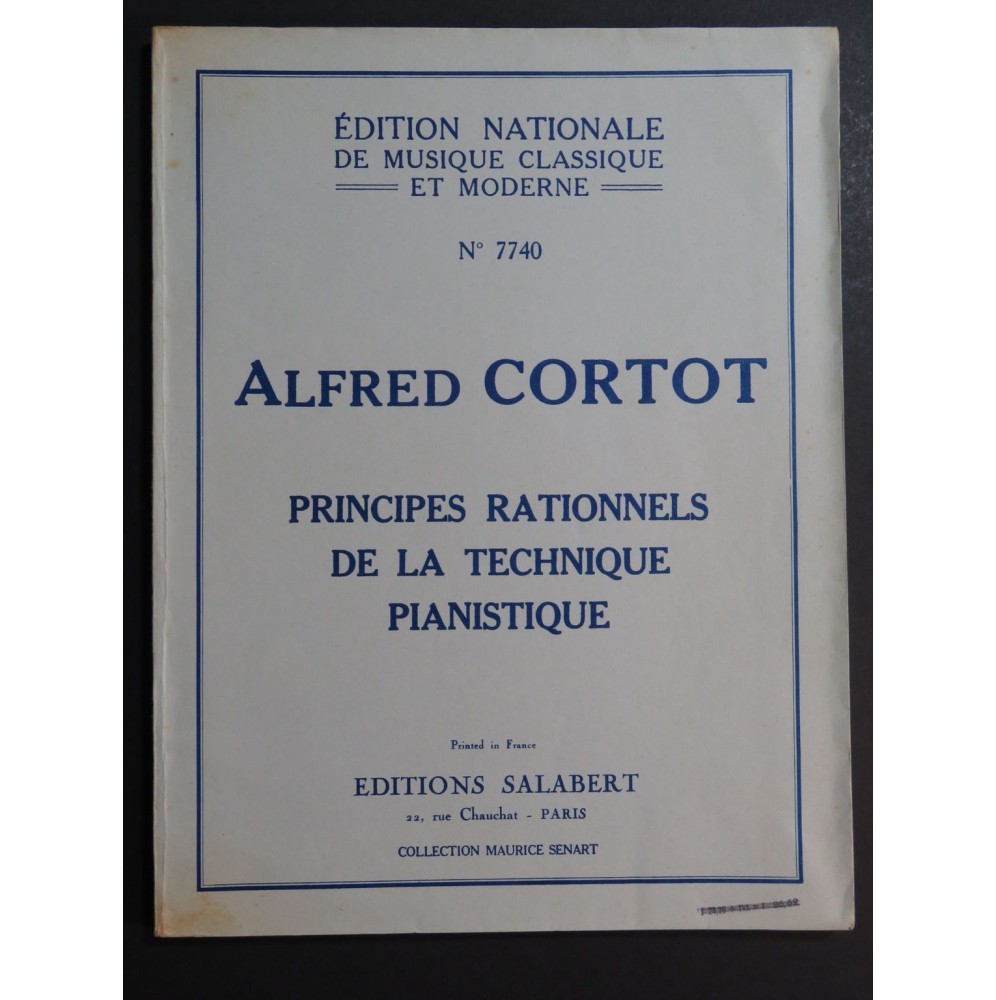 ÉDITION NATIONALE
DE MUSIQUE CLASSIQUE
ET MODERNE
N° 7740
ALFRED CORTOT
PRINCIPES RATIONNELS
DE LA TECHNIQUE
PIANISTIQUE
Printed in France
EDITIONS SALABERT
22, rue Chauchat - PARIS
COLLECTION MAURICE SENART